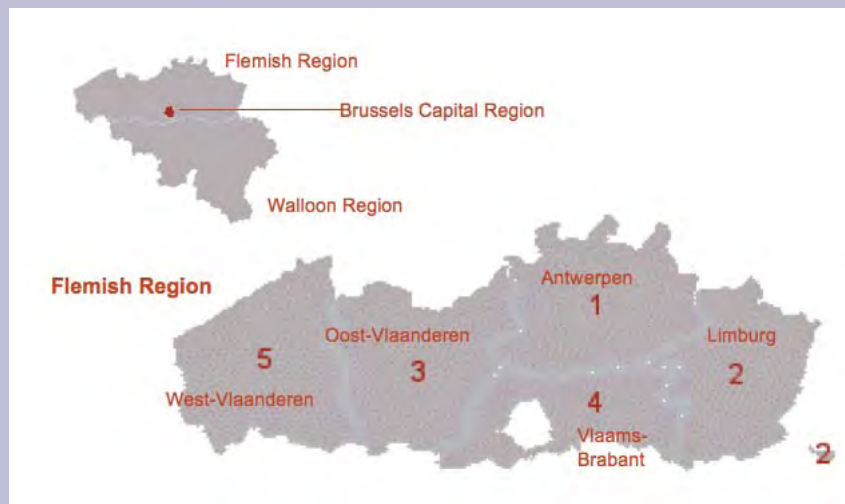 Flemish Region
Brussels Capital Region
Walloon Region
Flemish Region
Antwerpen
1
Oost-Vlaanderen
3
Limburg
2
5
West-Vlaanderen
4
Vlaams-
Brabant
2